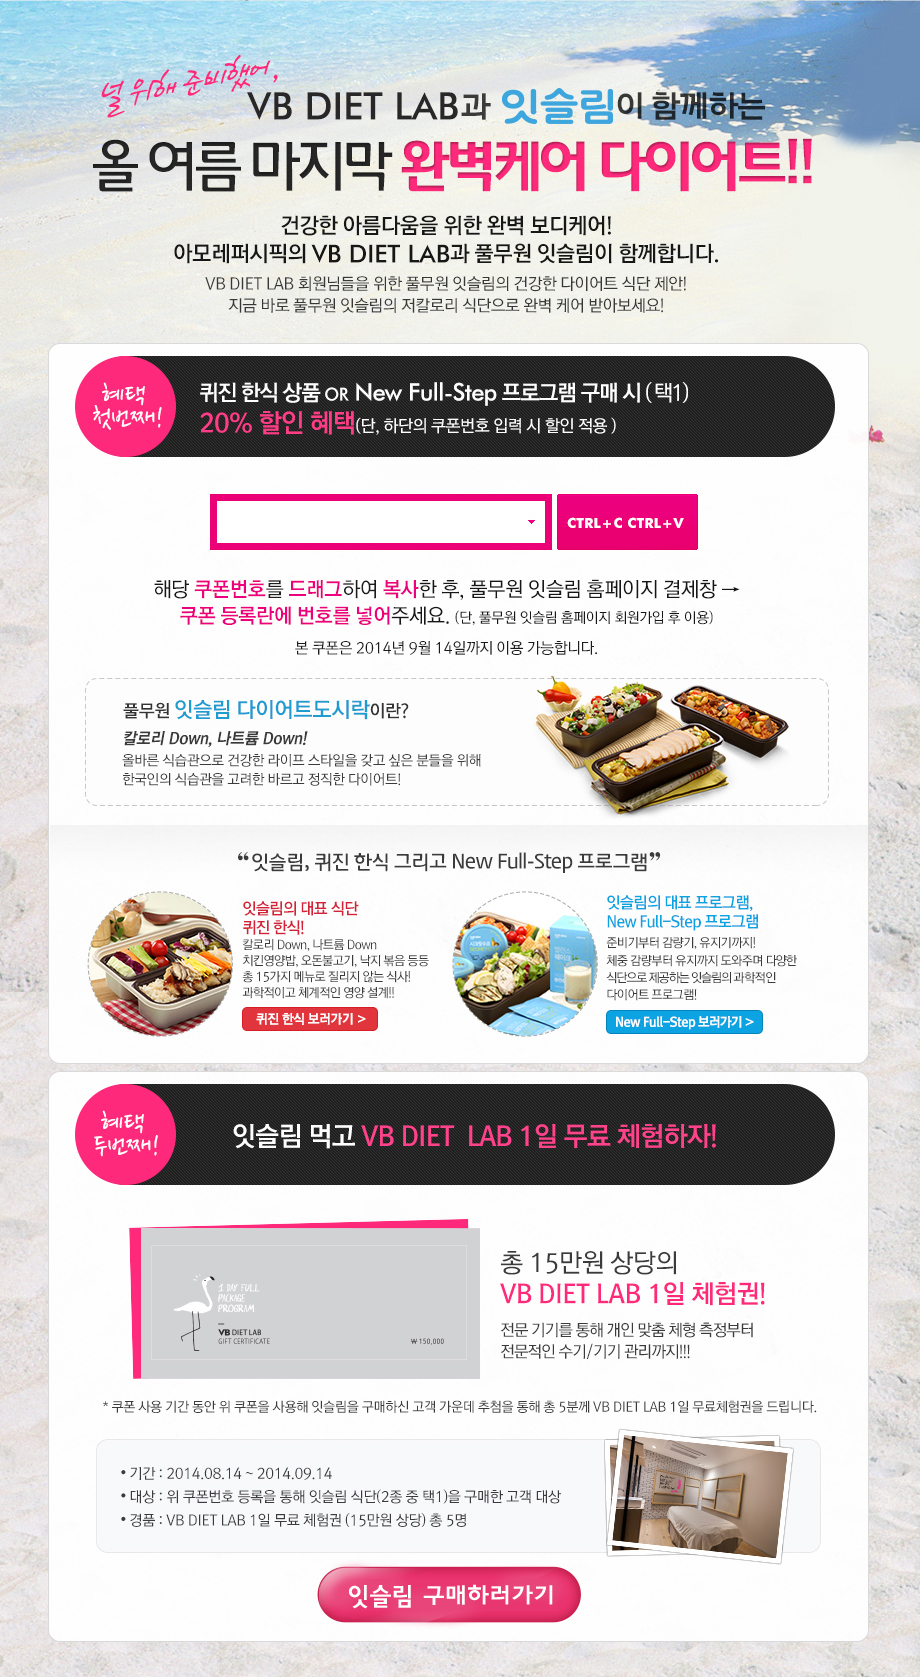 널 위해 준비했어,
VB DIET LAB과 잇슬림이 함께하는
올 여름 마지막 완벽케어 다이어트!!
건강한 아름다움을 위한 완벽 보디케어!
아모레퍼시픽의 VB DIET LAB과 풀무원 잇슬림이 함께합니다.
VB DIET LAB 회원님들을 위한 풀무원 잇슬림의 건강한 다이어트 식단 제안!
지금 바로 풀무원 잇슬림의 저칼로리 식단으로 완벽 케어 받아보세요!
혜택
첫번째!
퀴진 한식 상품 OR New Full-Step 프로그램 구매 시 (택1)
20% 할인 혜택(단, 하단의 쿠폰번호 입력 시 할인 적용 )
CTRL+C CTRL+V
해당 쿠폰번호를 드래그하여 복사한 후, 풀무원 잇슬림 홈페이지 결제창 →
쿠폰 등록란에 번호를 넣어주세요. (단, 풀무원 잇슬림 홈페이지 회원가입 후 이용)
본 쿠폰은 2014년 9월 14일까지 이용 가능합니다.
풀무원 잇슬림 다이어트도시락이란?
칼로리 Down, 나트륨 Down!
올바른 식습관으로 건강한 라이프 스타일을 갖고 싶은 분들을 위해
한국인의 식습관을 고려한 바르고 정직한 다이어트!
“잇슬림, 퀴진 한식 그리고 New Full-Step 프로그램”
잇슬림의 대표 식단
퀴진 한식!
칼로리 Down, 나트륨 Down
치킨영양밥, 오돈불고기, 낙지 볶음 등등
총 15가지 메뉴로 질리지 않는 식사!
과학적이고 체계적인 영양 설계!!
퀴진 한식 보러가기 >
잇슬림의 대표 프로그램,
New Full-Step 프로그램
준비기부터 감량기, 유지기까지!
체중 감량부터 유지까지 도와주며 다양한
식단으로 제공하는 잇슬림의 과학적인
다이어트 프로그램!
New Full-Step 보러가기 >
혜택
두번째!
잇슬림 먹고 VB DIET LAB 1일 무료 체험하자!
1 DAY FULL
PACKAGE
PROGRAM
VB DIET LAB
GIFT CERTIFICATE
₩ 150,000
총 15만원 상당의
VB DIET LAB 1일 체험권!
전문 기기를 통해 개인 맞춤 체형 측정부터
전문적인 수기/기기 관리까지!!!
* 쿠폰 사용 기간 동안 위 쿠폰을 사용해 잇슬림을 구매하신 고객 가운데 추첨을 통해 총 5분께 VB DIET LAB 1일 무료체험권을 드립니다.
• 기간 : 2014.08.14 ~ 2014.09.14
• 대상 : 위 쿠폰번호 등록을 통해 잇슬림 식단(2종 중 택1)을 구매한 고객 대상
• 경품 : VB DIET LAB 1일 무료 체험권 (15만원 상당) 총 5명
잇슬림 구매하러가기